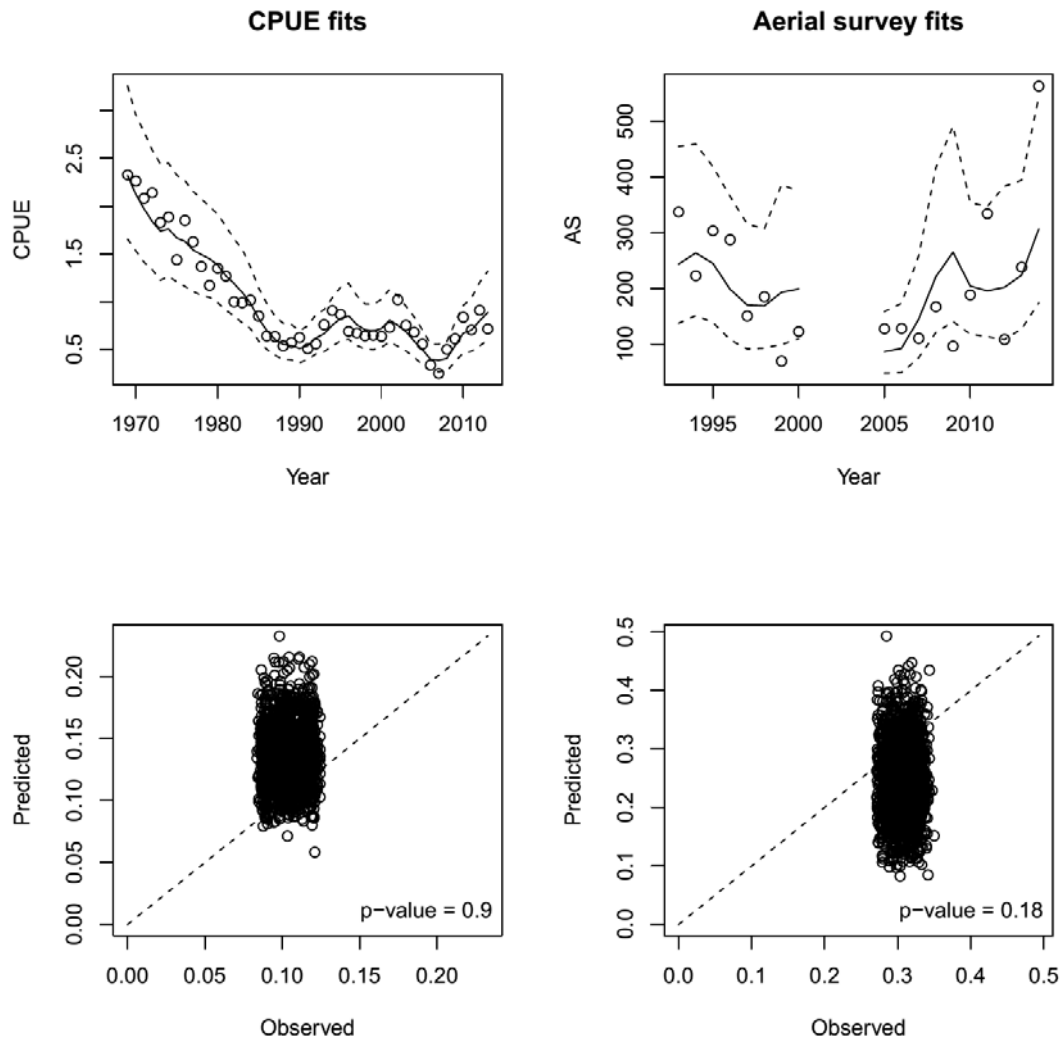 CPUE fits
CPUE
0.5 1.5 2.5
1970 1980 1990 2000 2010
Year
Aerial survey fits
AS
100 200 300 400 500
1995 2000 2005 2010
Year
Predicted
0.00 0.05 0.10 0.15 0.20
p−value = 0.9
0.00 0.05 0.10 0.15 0.20
Observed
Predicted
0.0 0.1 0.2 0.3 0.4 0.5
p−value = 0.18
0.0 0.1 0.2 0.3 0.4 0.5
Observed